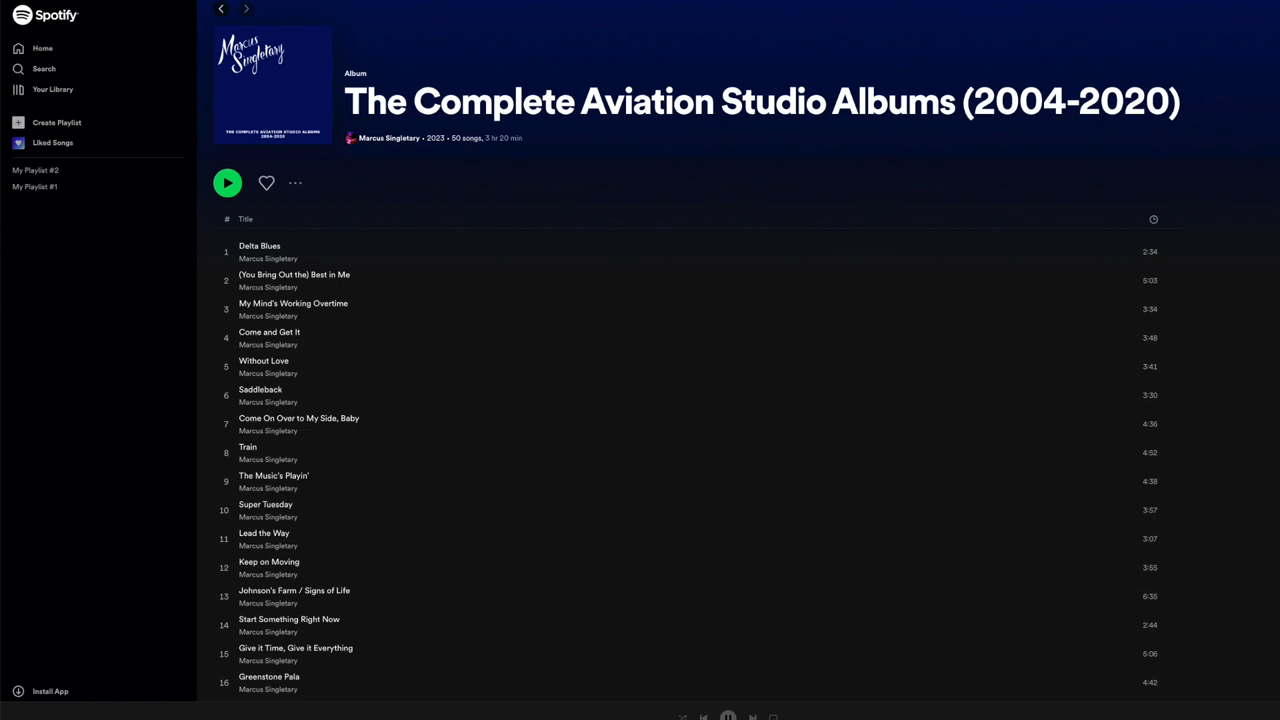 Spotify
Home
Search
Your Library
Create Playlist
Liked Songs
My Playlist #2
My Playlist #1
Install App
Marcus
Singletary
THE COMPLETE AVIATION STUDIO ALBUMS
2004-2020
Album
The Complete Aviation Studio Albums (2004-2020)
Marcus Singletary • 2023 • 50 songs, 3 hr 20 min
# Title
1 Delta Blues 2:34
Marcus Singletary
2 (You Bring Out the) Best in Me 5:03
Marcus Singletary
3 My Mind's Working Overtime 3:34
Marcus Singletary
4 Come and Get It 3:48
Marcus Singletary
5 Without Love 3:41
Marcus Singletary
6 Saddleback 3:30
Marcus Singletary
7 Come On Over to My Side, Baby 4:36
Marcus Singletary
8 Train 4:52
Marcus Singletary
9 The Music's Playin' 4:38
Marcus Singletary
10 Super Tuesday 3:57
Marcus Singletary
11 Lead the Way 3:07
Marcus Singletary
12 Keep on Moving 3:55
Marcus Singletary
13 Johnson's Farm / Signs of Life 6:35
Marcus Singletary
14 Start Something Right Now 2:44
Marcus Singletary
15 Give it Time, Give it Everything 5:06
Marcus Singletary
16 Greenstone Pala 4:42
Marcus Singletary